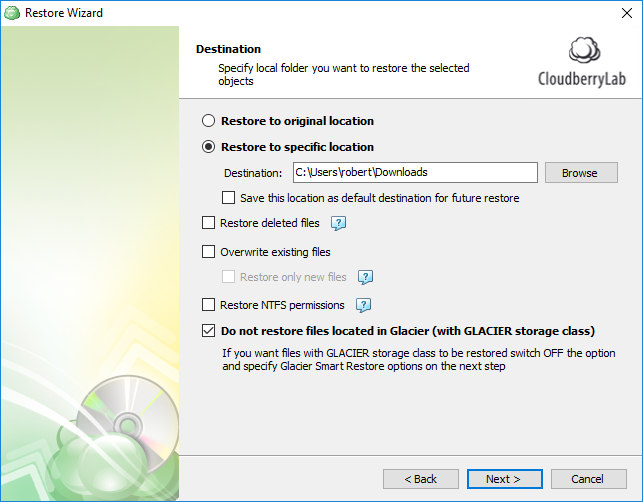 Restore Wizard
Destination
Specify local folder you want to restore the selected
objects
CloudberryLab
Restore to original location
Restore to specific location
Destination: C:\Users\robert\Downloads Browse
Save this location as default destination for future restore
Restore deleted files ?
Overwrite existing files
Restore only new files ?
Restore NTFS permissions ?
Do not restore files located in Glacier (with GLACIER storage class)
If you want files with GLACIER storage class to be restored switch OFF the option
and specify Glacier Smart Restore options on the next step
< Back Next > Cancel